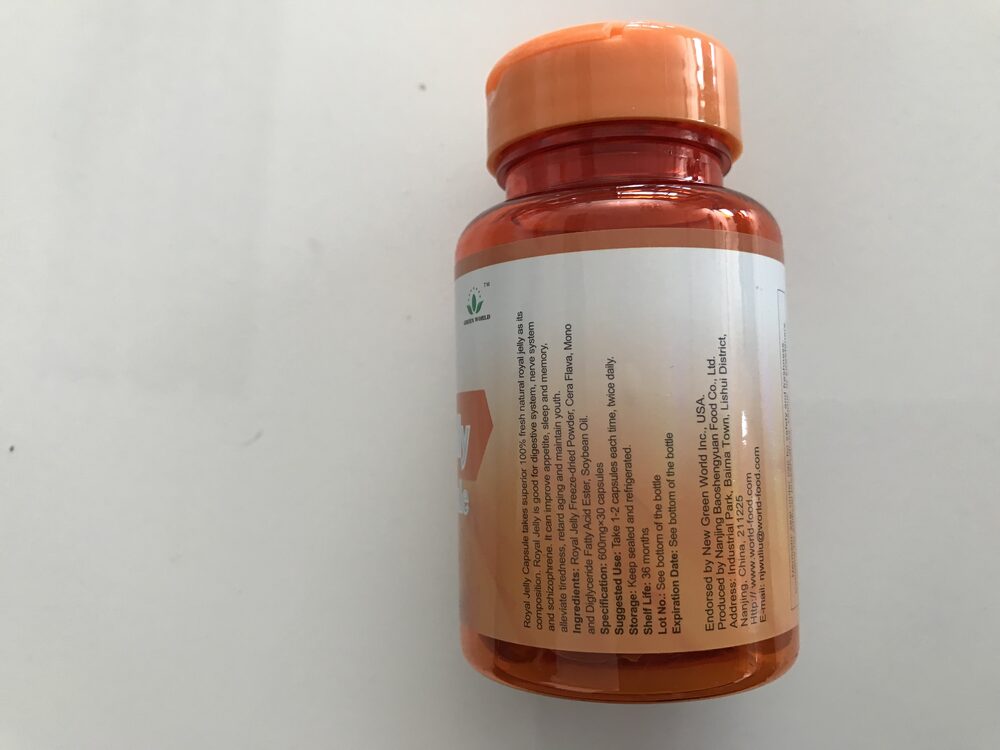 GREEN WORLD
TM
Royal Jelly Capsule takes superior 100% fresh natural royal jelly as its
composition. Royal Jelly is good for digestive system, nerve system
and schizophrene. It can improve appetite, sleep and memory,
alleviate tiredness, retard aging and maintain youth.
Ingredients: Royal Jelly Freeze-dried Powder, Cera Flava, Mono
and Diglyceride Fatty Acid Ester, Soybean Oil.
Specification: 600mg×30 capsules
Suggested Use: Take 1-2 capsules each time, twice daily.
Storage: Keep sealed and refrigerated.
Shelf Life: 36 months
Lot No.: See bottom of the bottle
Expiration Date: See bottom of the bottle
Endorsed by New Green World Inc., USA.
Produced by Nanjing Baoshengyuan Food Co., Ltd.
Address: Industrial Park, Baima Town, Lishui District,
Nanjing, China, 211225
Http:// www.world-food.com
E-mail: njwuliu@world-food.com